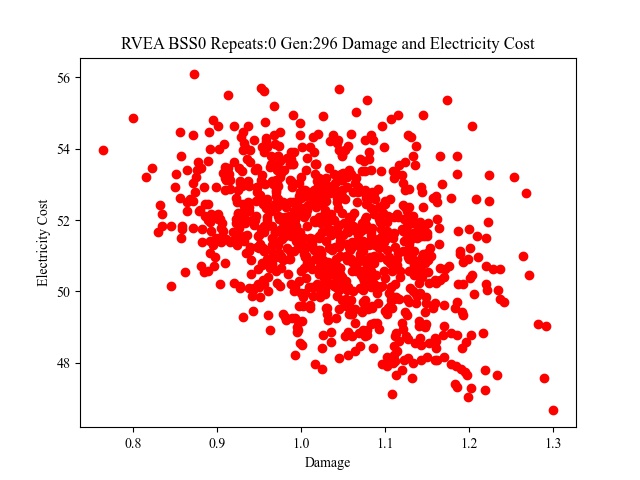 RVEA BSS0 Repeats:0 Gen:296 Damage and Electricity Cost
56
54
52
50
48
Electricity Cost
0.8 0.9 1.0 1.1 1.2 1.3
Damage